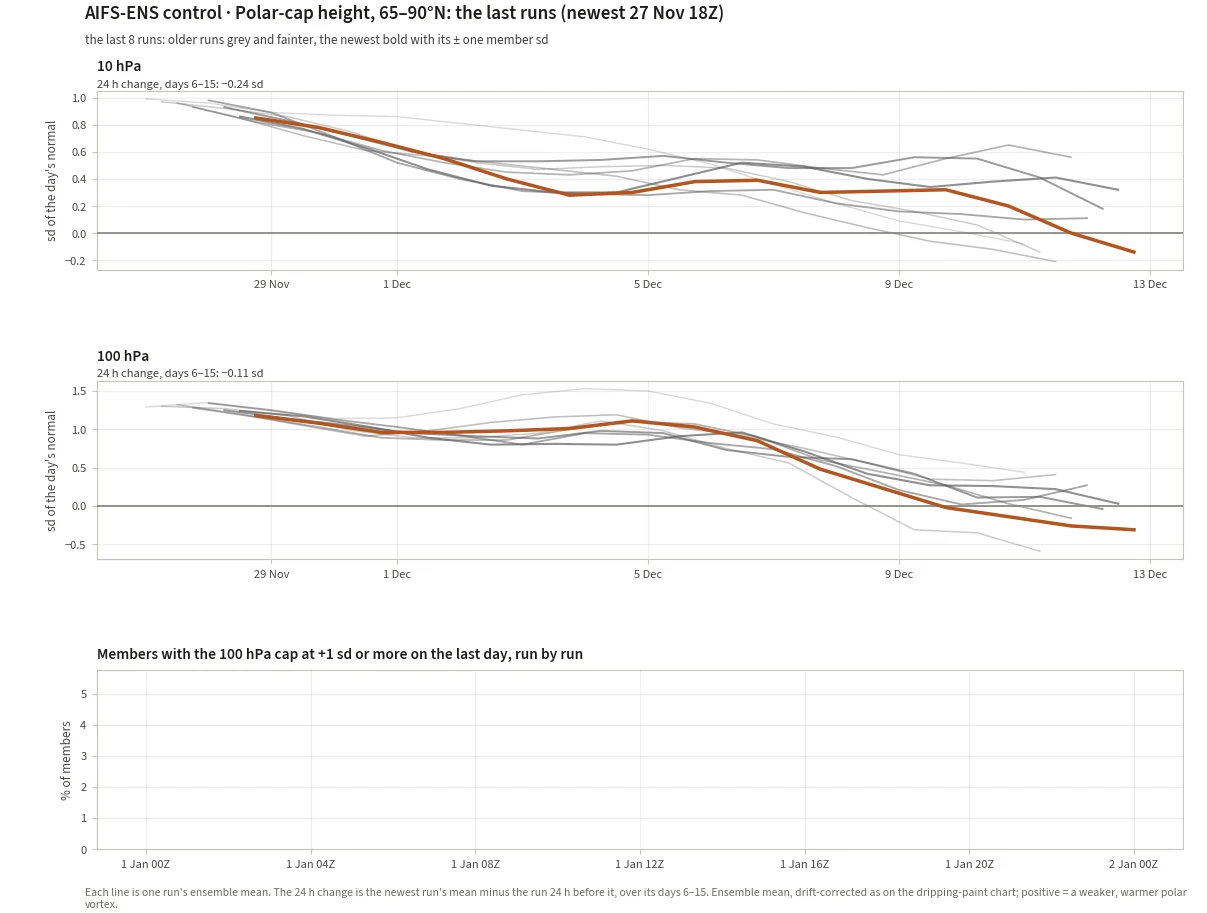 AIFS-ENS control · Polar-cap height, 65–90°N: the last runs (newest 27 Nov 18Z)
the last 8 runs: older runs grey and fainter, the newest bold with its ± one member sd
10 hPa
24 h change, days 6–15: −0.24 sd
sd of the day's normal
1.0
0.8
0.6
0.4
0.2
0.0
−0.2
29 Nov
1 Dec
5 Dec
9 Dec
13 Dec
100 hPa
24 h change, days 6–15: −0.11 sd
sd of the day's normal
1.5
1.0
0.5
0.0
−0.5
29 Nov
1 Dec
5 Dec
9 Dec
13 Dec
Members with the 100 hPa cap at +1 sd or more on the last day, run by run
% of members
5
4
3
2
1
0
1 Jan 00Z
1 Jan 04Z
1 Jan 08Z
1 Jan 12Z
1 Jan 16Z
1 Jan 20Z
2 Jan 00Z
Each line is one run's ensemble mean. The 24 h change is the newest run's mean minus the run 24 h before it, over its days 6–15. Ensemble mean, drift-corrected as on the dripping-paint chart; positive = a weaker, warmer polar
vortex.